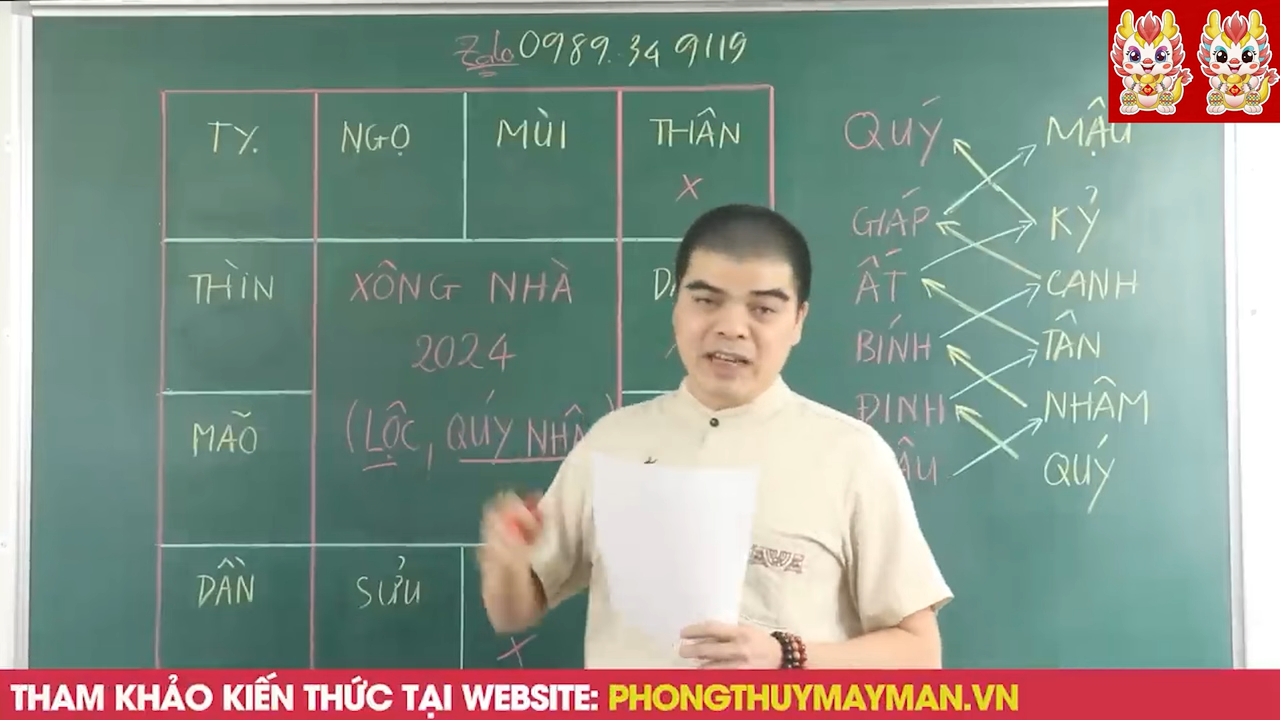 Zalo 0989.34 9119
TỴ. NGỌ MÙI THÂN
X
THÌN
XÔNG NHÀ
2024
MÃO
(LỘC, QUÝ NHÂ
DẦN SỬU
X
QUÝ MẬU
GIÁP KỶ
ẤT CANH
BÍNH TÂN
ĐINH NHÂM
QUÝ
THAM KHẢO KIẾN THỨC TẠI WEBSITE: PHONGTHUYMAYMAN.VN